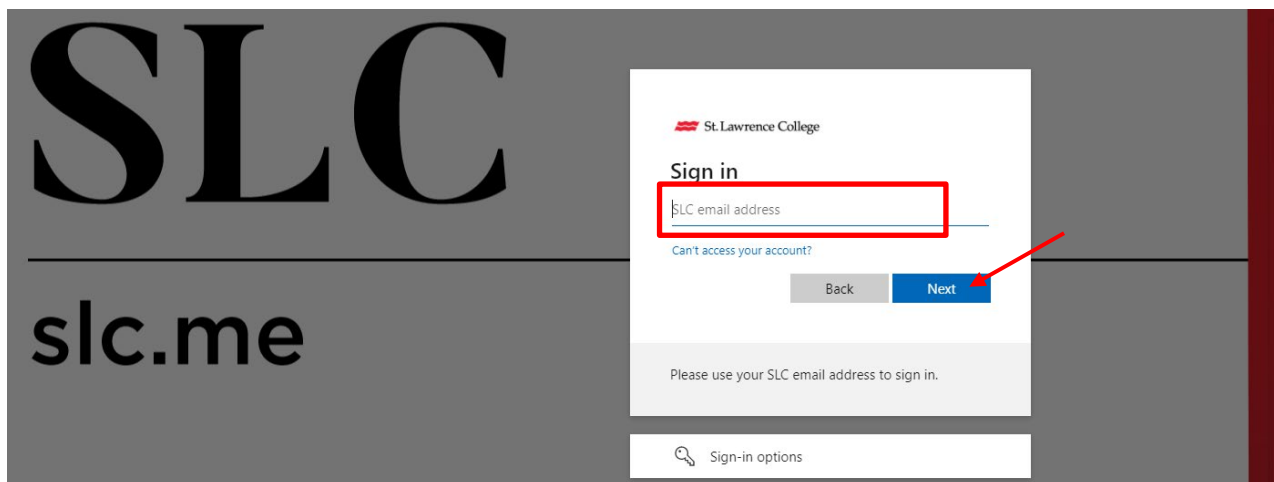 SLC
slc.me
St. Lawrence College
Sign in
SLC email address
Can't access your account?
Back Next
Please use your SLC email address to sign in.
Sign-in options